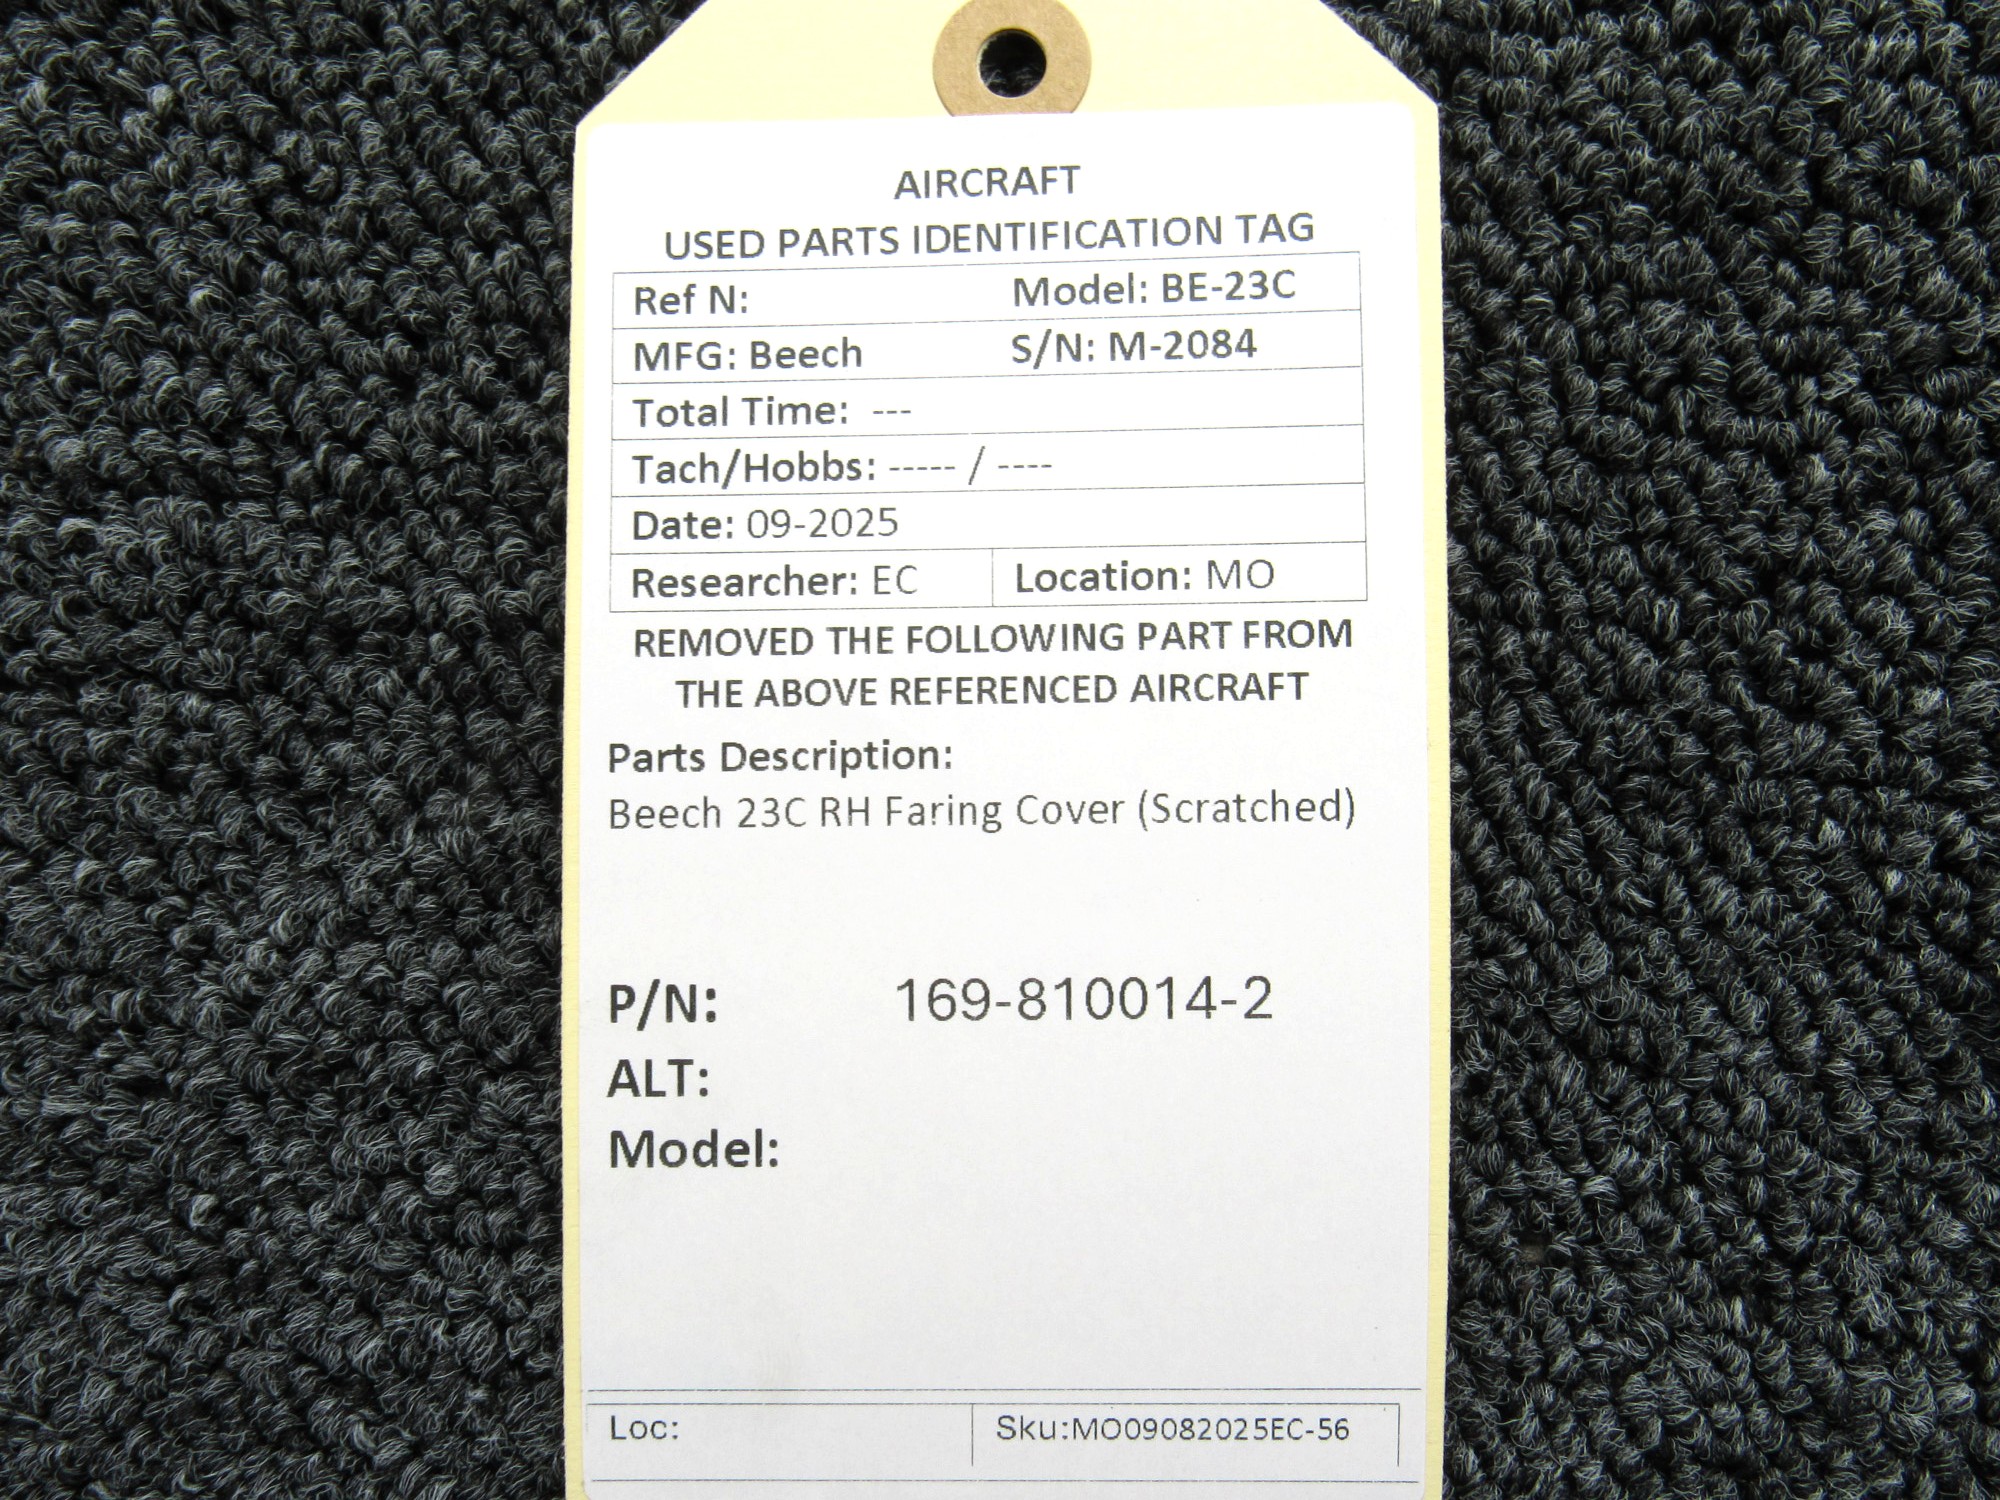 AIRCRAFT
USED PARTS IDENTIFICATION TAG
Ref N: Model: BE-23C
MFG: Beech S/N: M-2084
Total Time: ---
Tach/Hobbs: ----- / ----
Date: 09-2025
Researcher: EC Location: MO
REMOVED THE FOLLOWING PART FROM
THE ABOVE REFERENCED AIRCRAFT
Parts Description:
Beech 23C RH Faring Cover (Scratched)
P/N: 169-810014-2
ALT:
Model:
Loc: Sku:MO09082025EC-56